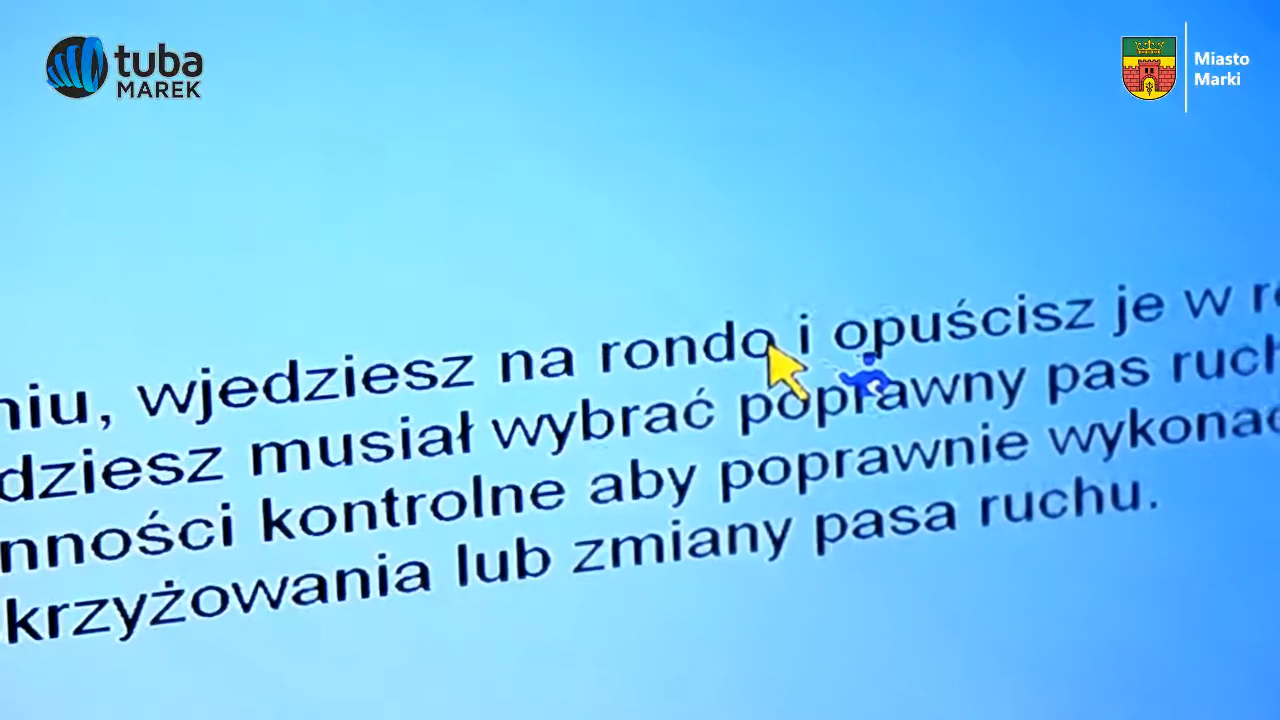 tuba
MAREK
Miasto
Marki
niu, wjedziesz na rondo i opuścisz je w
dziesz musiał wybrać poprawny pas ruch
nności kontrolne aby poprawnie wykonać
krzyżowania lub zmiany pasa ruchu.